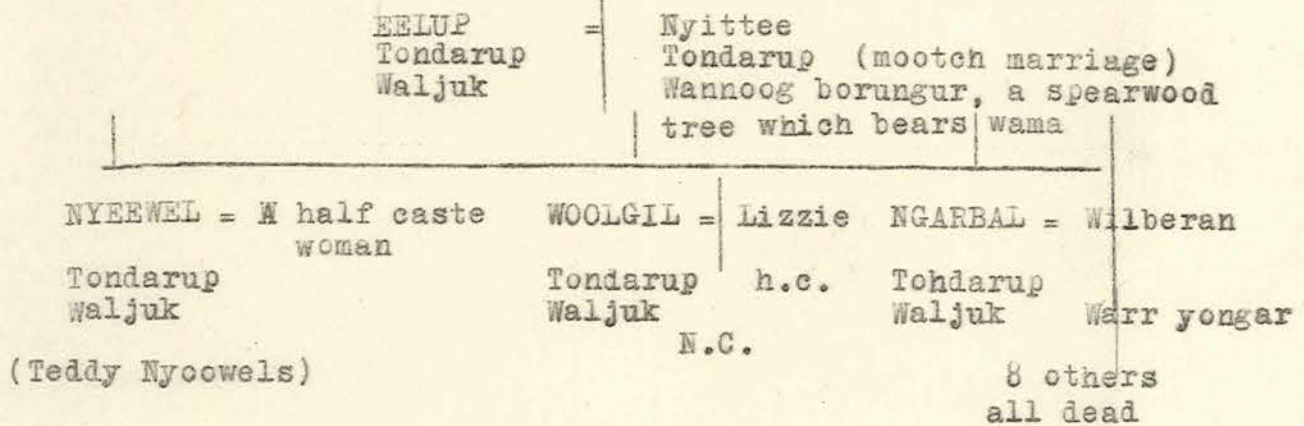 EELUP = Nyittee
Tondarup Tondarup (mootch marriage)
Waljuk Wannoog borungur, a spearwood
tree which bears wama
NYEEWEL = W half caste WOOLGIL = Lizzie NGARBAL = Wilberan
woman
Tondarup Tondarup h.c. Tohdarup
Waljuk Waljuk Waljuk Warr yongar
N.C.
(Teddy Nyoowels) 8 others
all dead